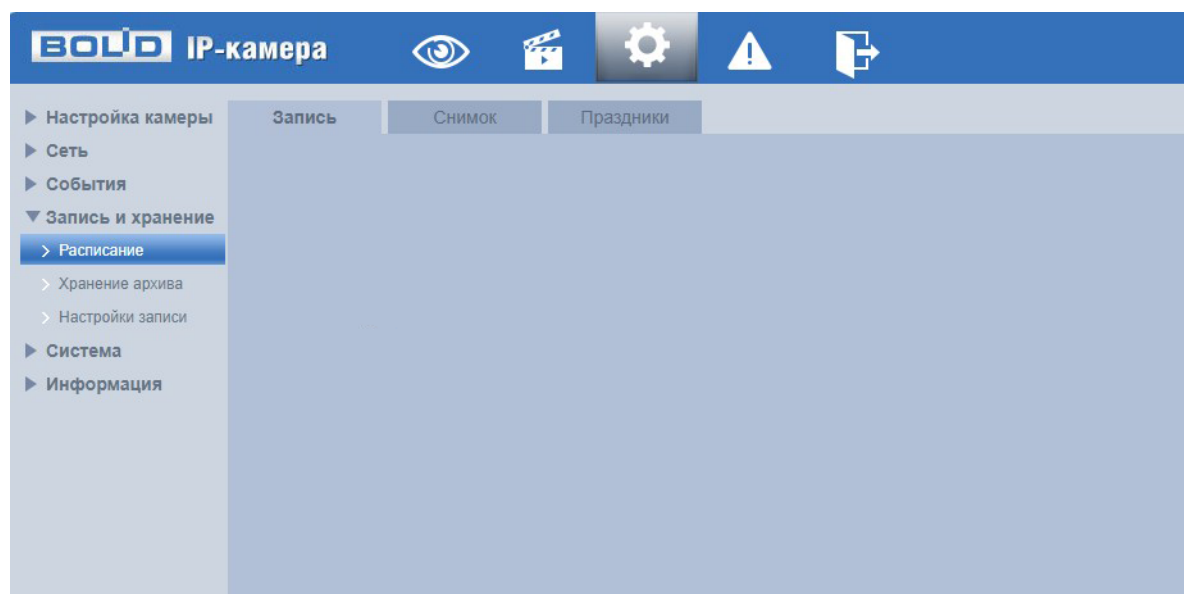 BOLID IP-камера
Настройка камеры
Сеть
События
Запись и хранение
Расписание
Хранение архива
Настройки записи
Система
Информация
Запись Снимок Праздники